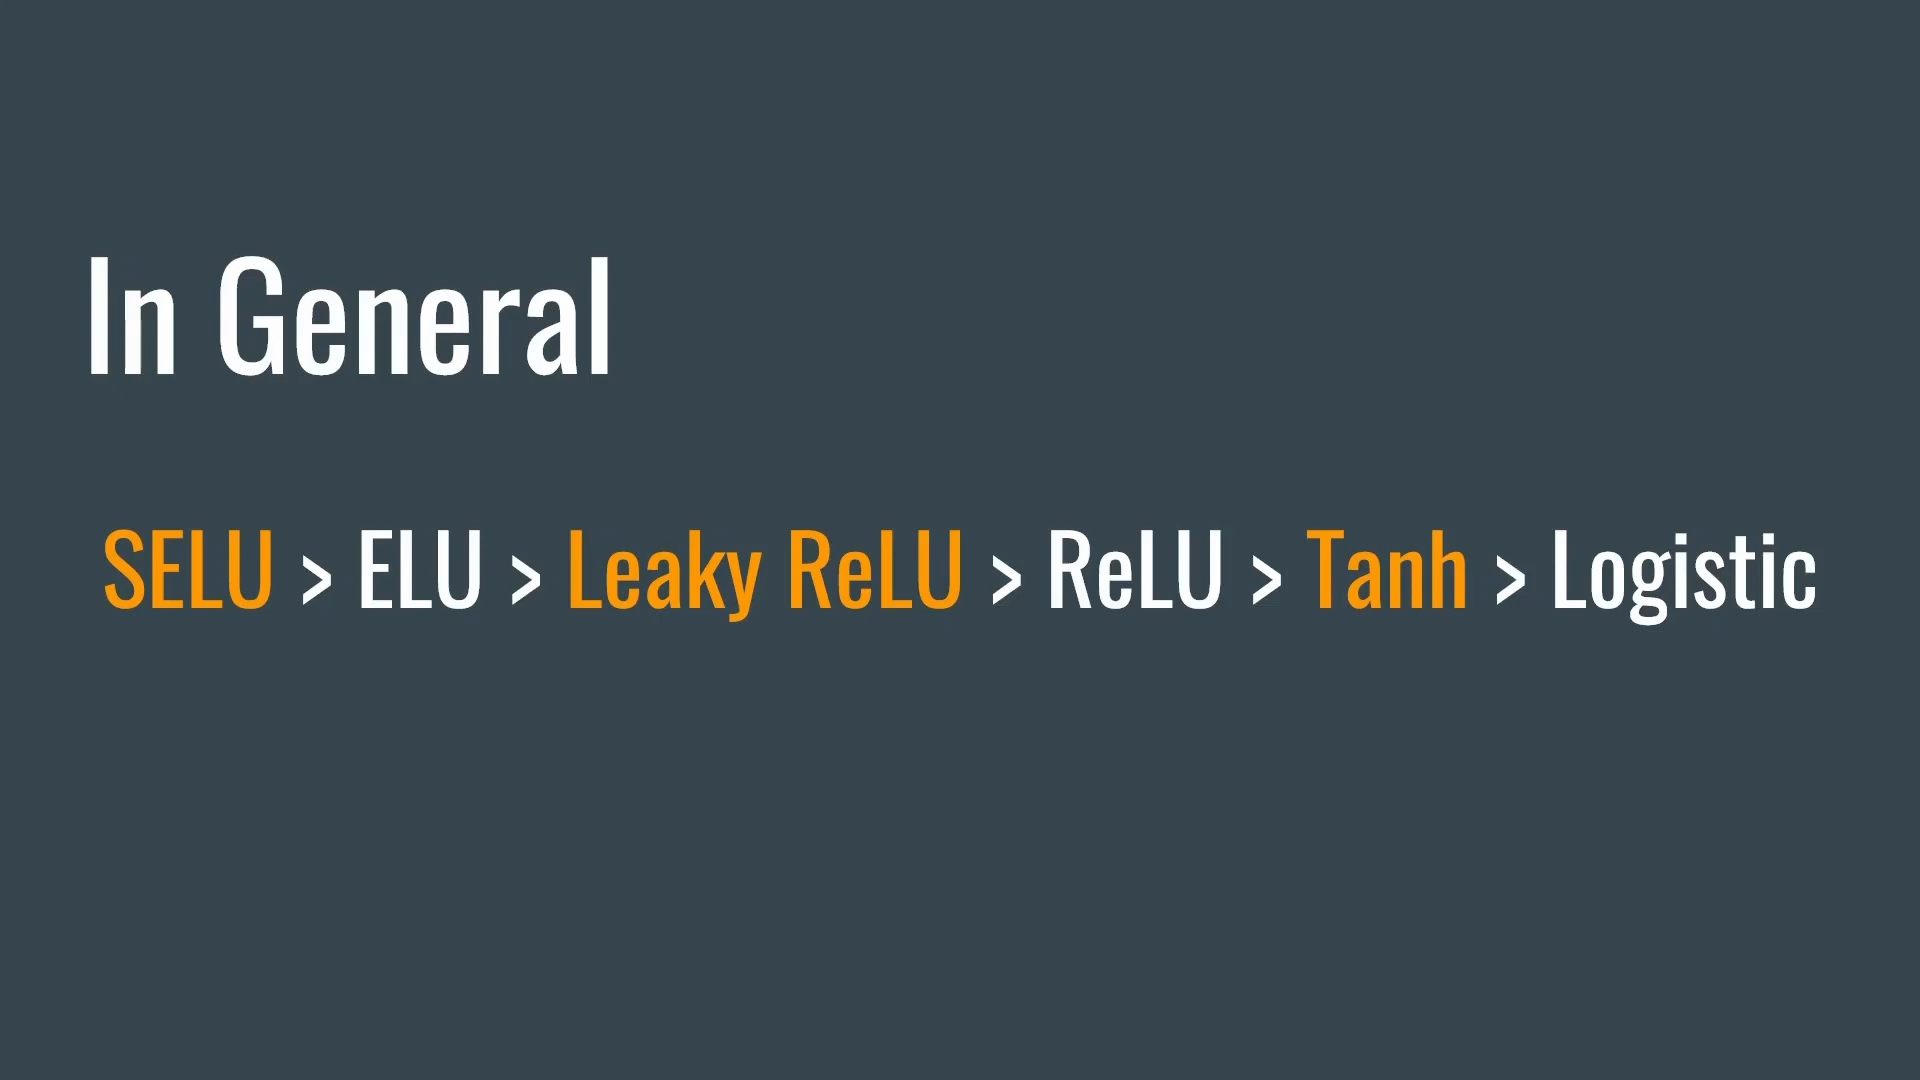 In General
SELU > ELU > Leaky ReLU > ReLU > Tanh > Logistic